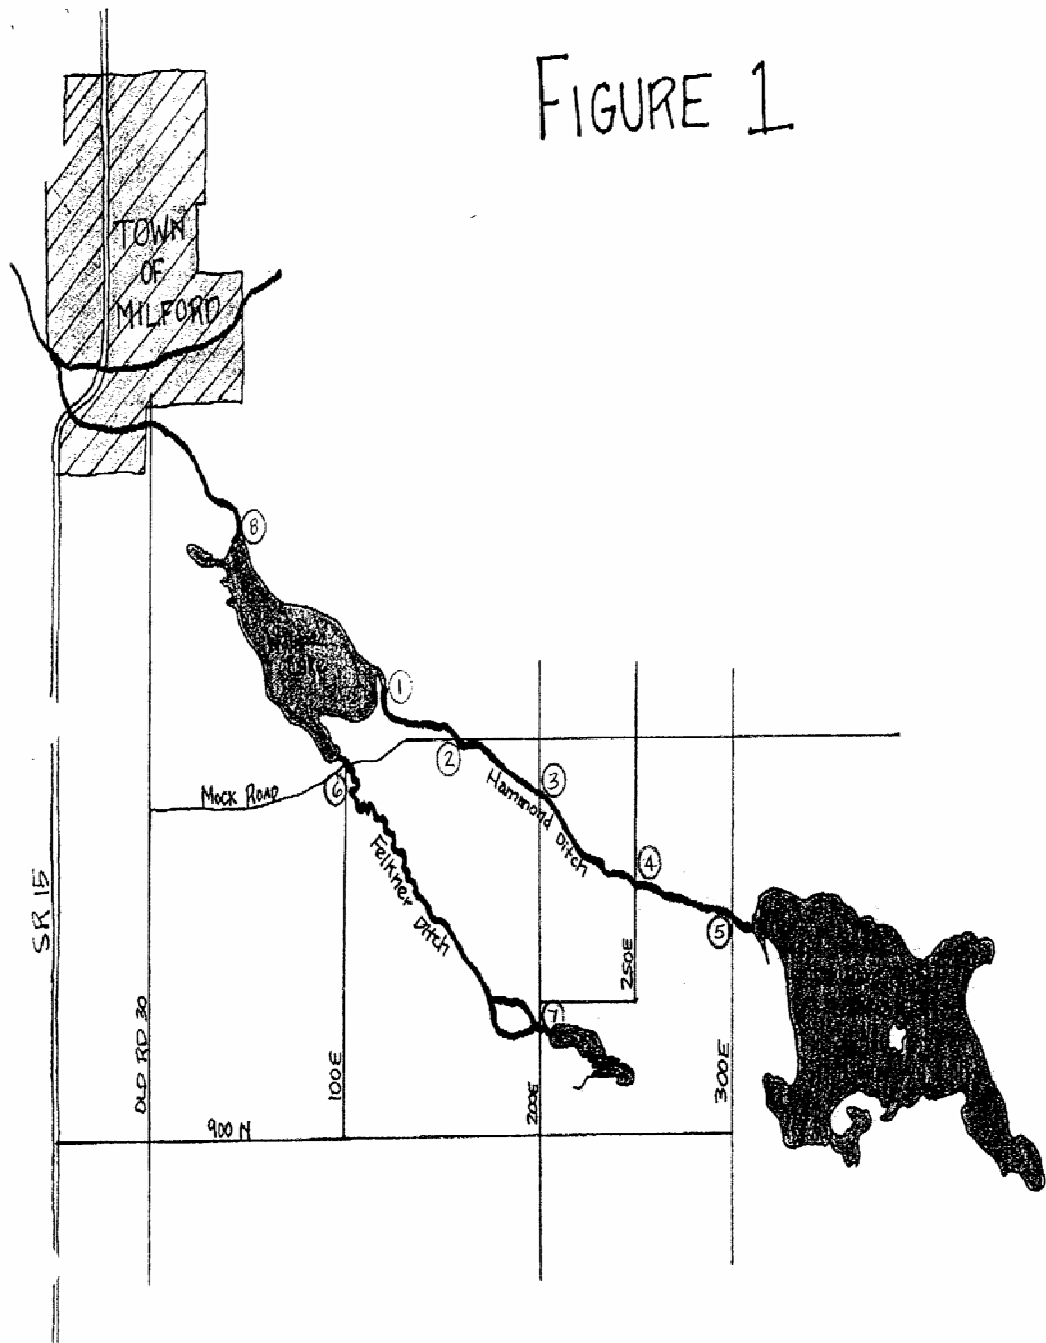 FIGURE 1
TOWN
OF
MILFORD
8
1
2
3
Hammond Ditch
6
MOCK ROAD
4
Felkner Ditch
5
SR 15
250E
7
OLD RD 30
100E
200E
300E
900 N